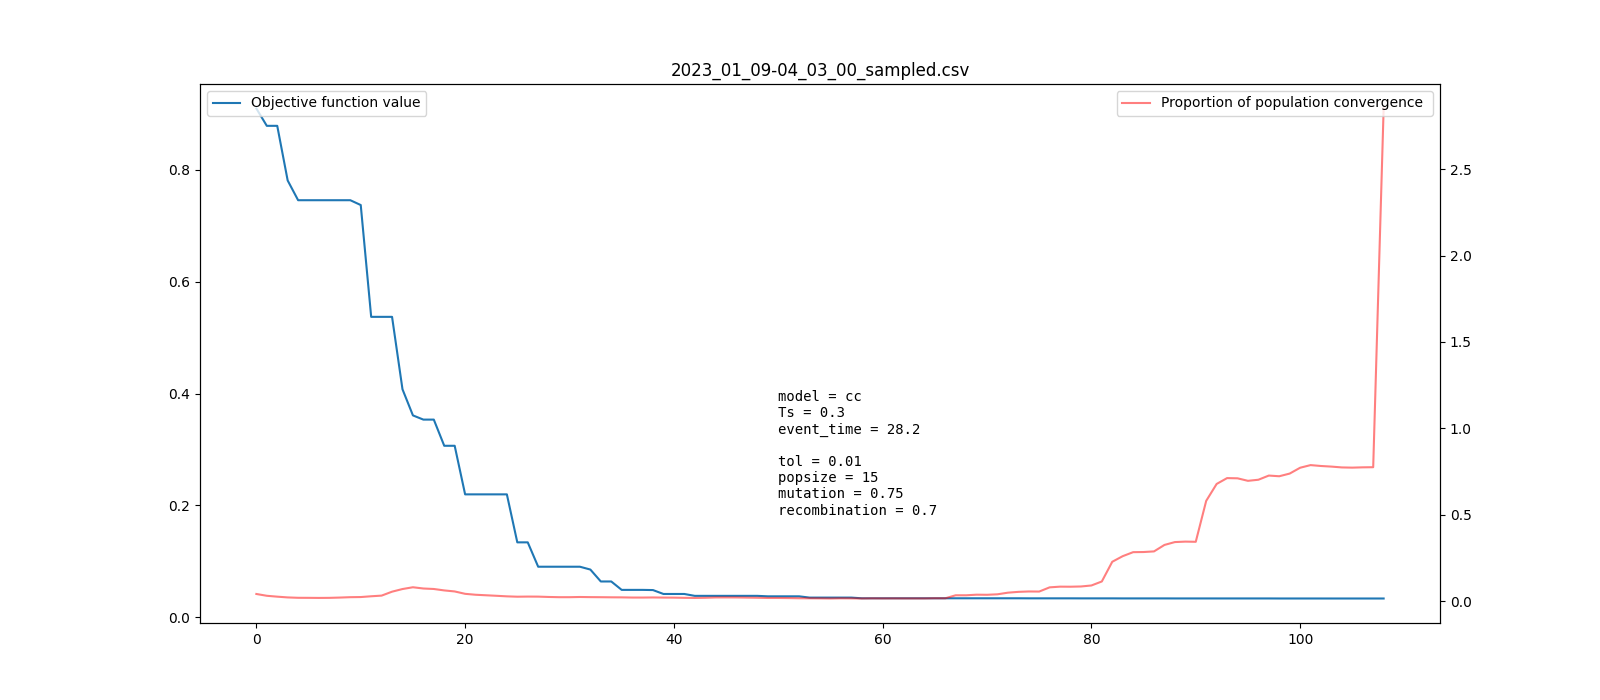 2023_01_09-04_03_00_sampled.csv
Objective function value
Proportion of population convergence
0.8
0.6
0.4
0.2
0.0
2.5
2.0
1.5
1.0
0.5
0.0
model = cc
Ts = 0.3
event_time = 28.2
tol = 0.01
popsize = 15
mutation = 0.75
recombination = 0.7
0 20 40 60 80 100